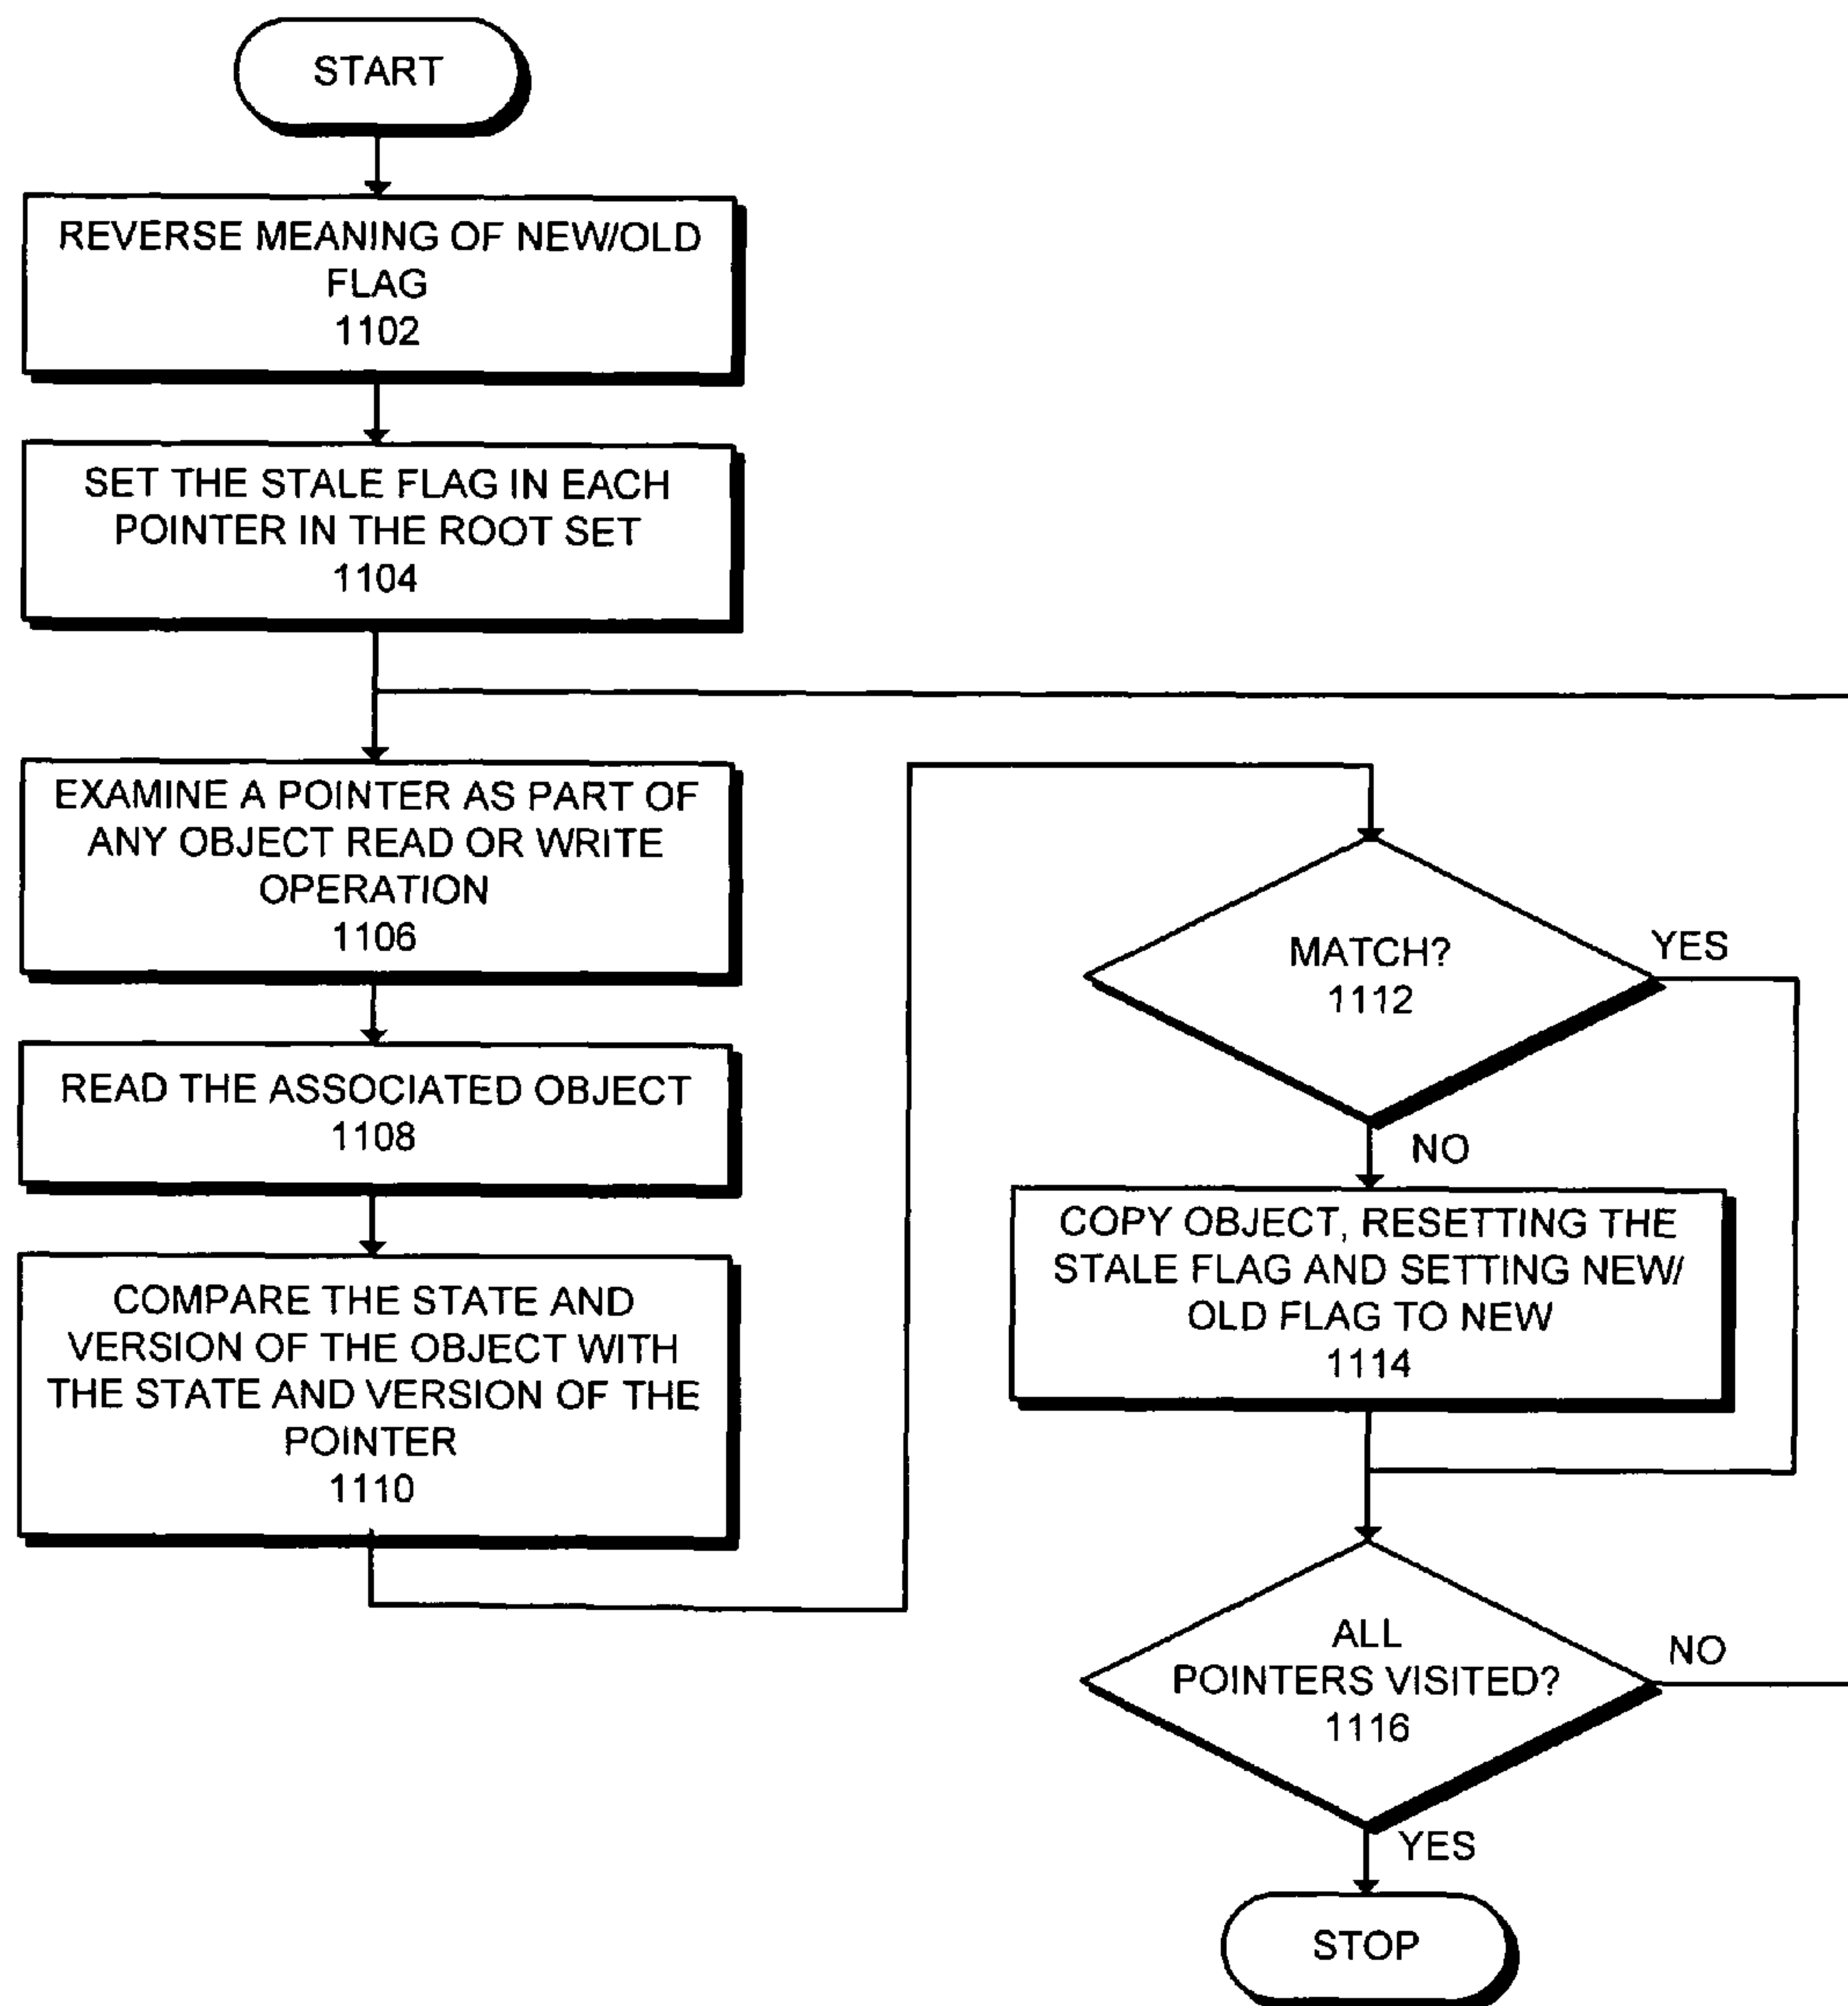 START
REVERSE MEANING OF NEW/OLD
FLAG
1102
SET THE STALE FLAG IN EACH
POINTER IN THE ROOT SET
1104
EXAMINE A POINTER AS PART OF
ANY OBJECT READ OR WRITE
OPERATION
1106
READ THE ASSOCIATED OBJECT
1108
COMPARE THE STATE AND
VERSION OF THE OBJECT WITH
THE STATE AND VERSION OF THE
POINTER
1110
MATCH?
1112
YES
NO
COPY OBJECT, RESETTING THE
STALE FLAG AND SETTING NEW/
OLD FLAG TO NEW
1114
ALL
POINTERS VISITED?
1116
NO
YES
STOP